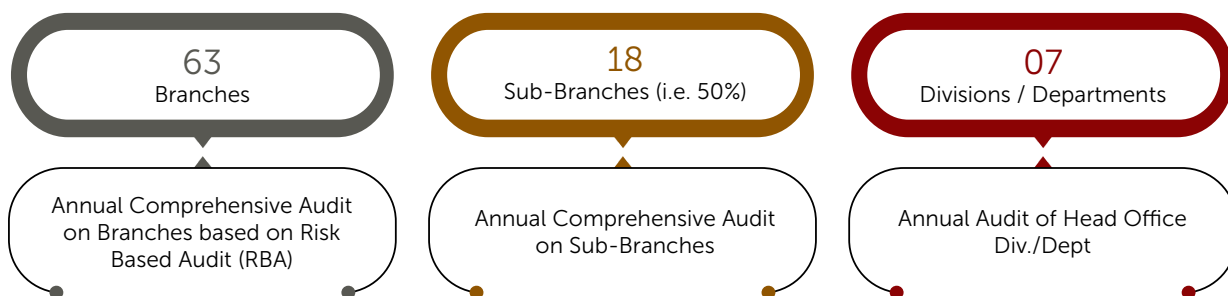 63
Branches
Annual Comprehensive Audit
on Branches based on Risk
Based Audit (RBA)
18
Sub-Branches (i.e. 50%)
Annual Comprehensive Audit
on Sub-Branches
07
Divisions / Departments
Annual Audit of Head Office
Div./Dept